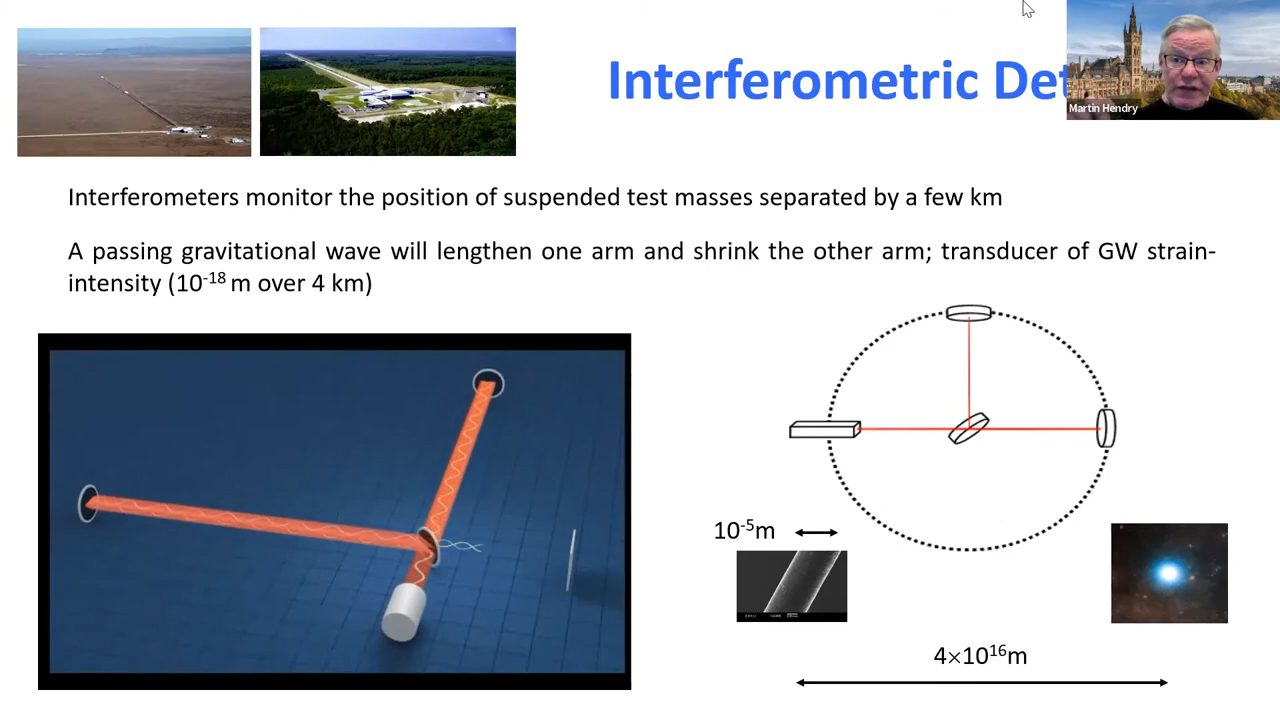 Interferometric Det
Martin Hendry
Interferometers monitor the position of suspended test masses separated by a few km
A passing gravitational wave will lengthen one arm and shrink the other arm; transducer of GW strain-
intensity (10⁻¹⁸ m over 4 km)
10⁻⁵m
4×10¹⁶m